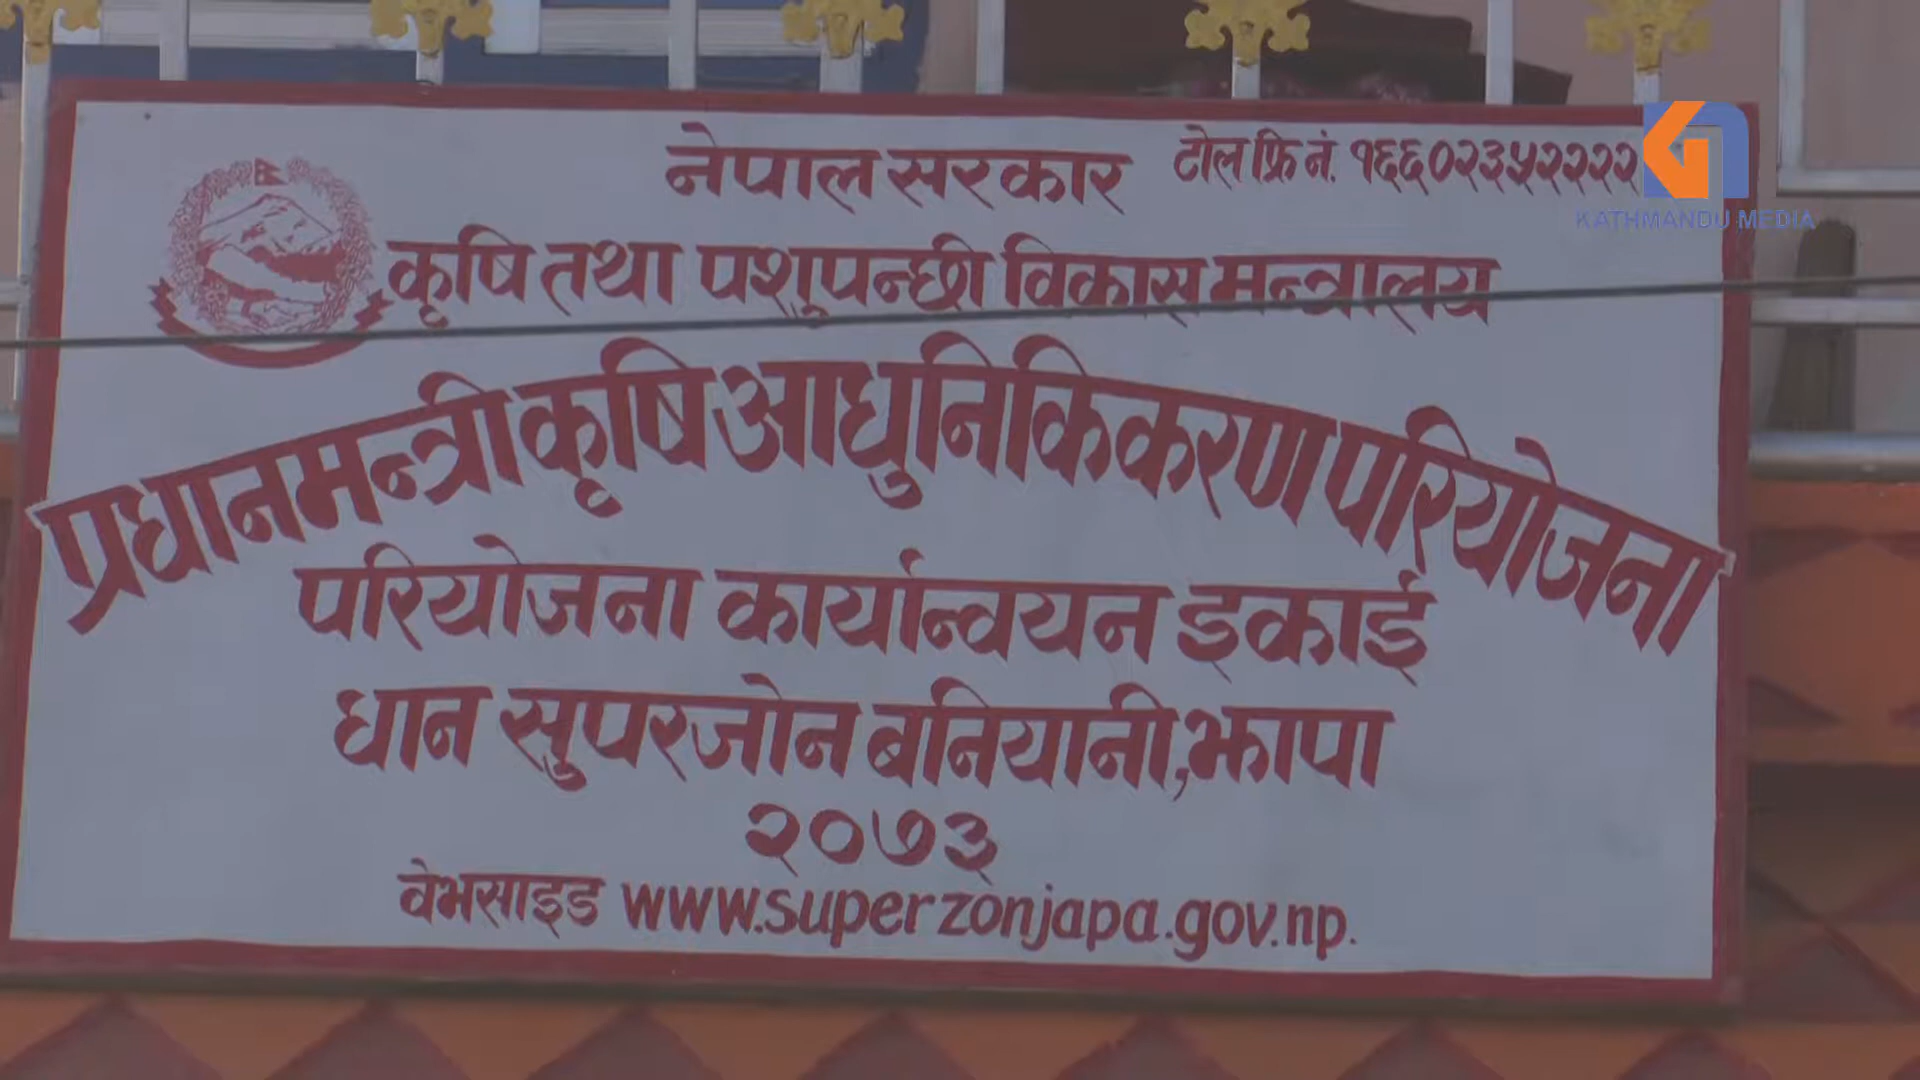 नेपाल सरकार
टोल फ्रि नं. १६६०२३५२२२२
KATHMANDU MEDIA
कृषि तथा पशुपन्छी विकास मन्त्रालय
प्रधानमन्त्री कृषि आधुनिकिकरण परियोजना
परियोजना कार्यान्वयन इकाई
धान सुपरजोन बनियानी, झापा
२०७३
वेभसाइड www.superzonjapa.gov.np.